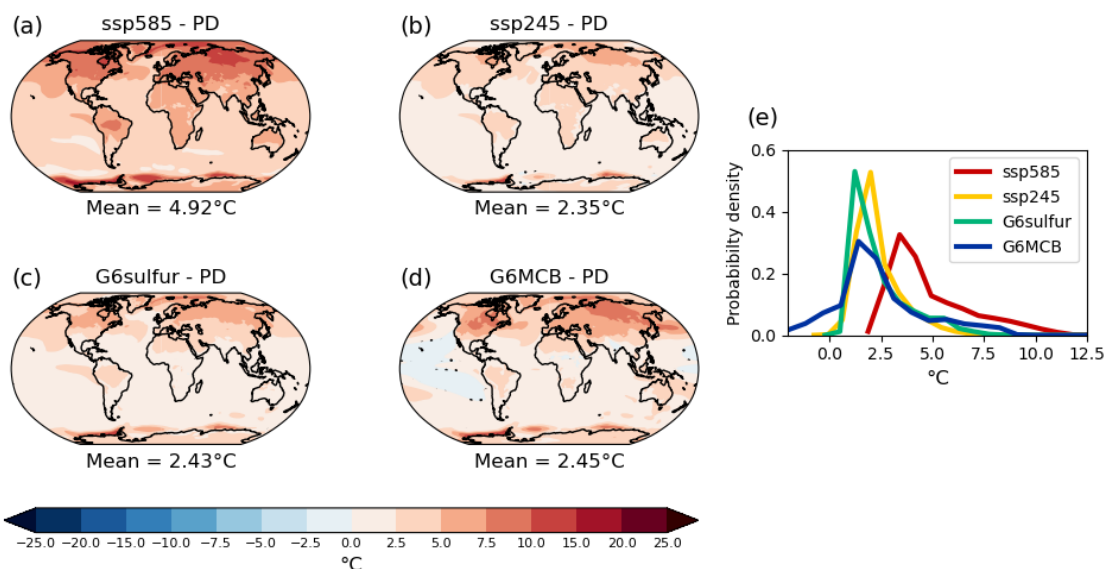 (a) ssp585 - PD
Mean = 4.92°C
(b) ssp245 - PD
Mean = 2.35°C
(c) G6sulfur - PD
Mean = 2.43°C
(d) G6MCB - PD
Mean = 2.45°C
−25.0 −20.0 −15.0 −10.0 −7.5 −5.0 −2.5 0.0 2.5 5.0 7.5 10.0 15.0 20.0 25.0
°C
(e)
Probabibilty density
0.6
0.4
0.2
0.0
ssp585
ssp245
G6sulfur
G6MCB
0.0 2.5 5.0 7.5 10.0 12.5
°C